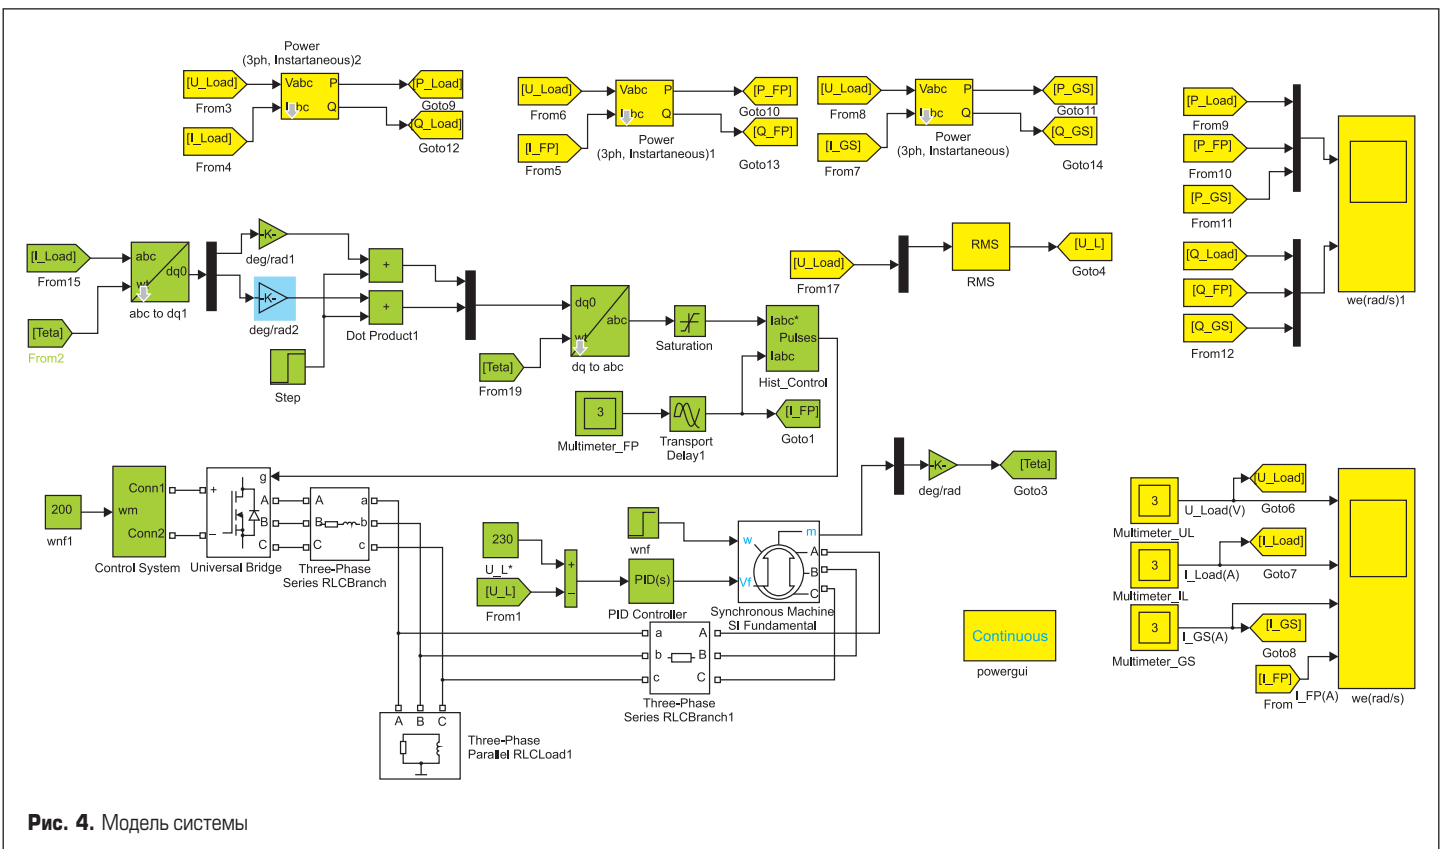 Power
(3ph, Instartaneous)2
[U_Load]
From3
[I_Load]
From4
Vabc
P
Iabc
Q
[P_Load]
Goto9
[Q_Load]
Goto12
[U_Load]
From6
[I_FP]
From5
Vabc
P
Iabc
Q
Power
(3ph, Instartaneous)1
[P_FP]
Goto10
[Q_FP]
Goto13
[U_Load]
From8
[I_GS]
From7
Vabc
P
Iabc
Q
Power
(3ph, Instartaneous)
[P_GS]
Goto11
[Q_GS]
Goto14
[P_Load]
From9
[P_FP]
From10
[P_GS]
From11
[Q_Load]
[Q_FP]
[Q_GS]
From12
we(rad/s)1
[I_Load]
From15
[Teta]
From2
abc
dq0
wt
abc to dq1
-K-
deg/rad1
-K-
deg/rad2
+
+
Dot Product1
Step
[Teta]
From19
dq0
abc
wt
dq to abc
Saturation
Iabc*
Pulses
Iabc
Hist_Control
3
Multimeter_FP
Transport
Delay1
[I_FP]
Goto1
[U_Load]
From17
RMS
RMS
[U_L]
Goto4
200
wnf1
Conn1
wm
Conn2
Control System
g
+
A
B
–
C
Universal Bridge
A
a
B
b
C
c
Three-Phase
Series RLCBranch
230
U_L*
[U_L]
From1
+
–
PID(s)
PID Controller
wnf
w
m
A
B
Vf
C
Synchronous Machine
SI Fundamental
-K-
deg/rad
[Teta]
Goto3
a
A
b
B
c
C
Three-Phase
Series RLCBranch1
A B C
Three-Phase
Parallel RLCLoad1
Continuous
powergui
3
Multimeter_UL
U_Load(V)
[U_Load]
Goto6
3
Multimeter_IL
I_Load(A)
[I_Load]
Goto7
3
Multimeter_GS
I_GS(A)
[I_GS]
Goto8
[I_FP]
From
I_FP(A)
we(rad/s)
Рис. 4. Модель системы